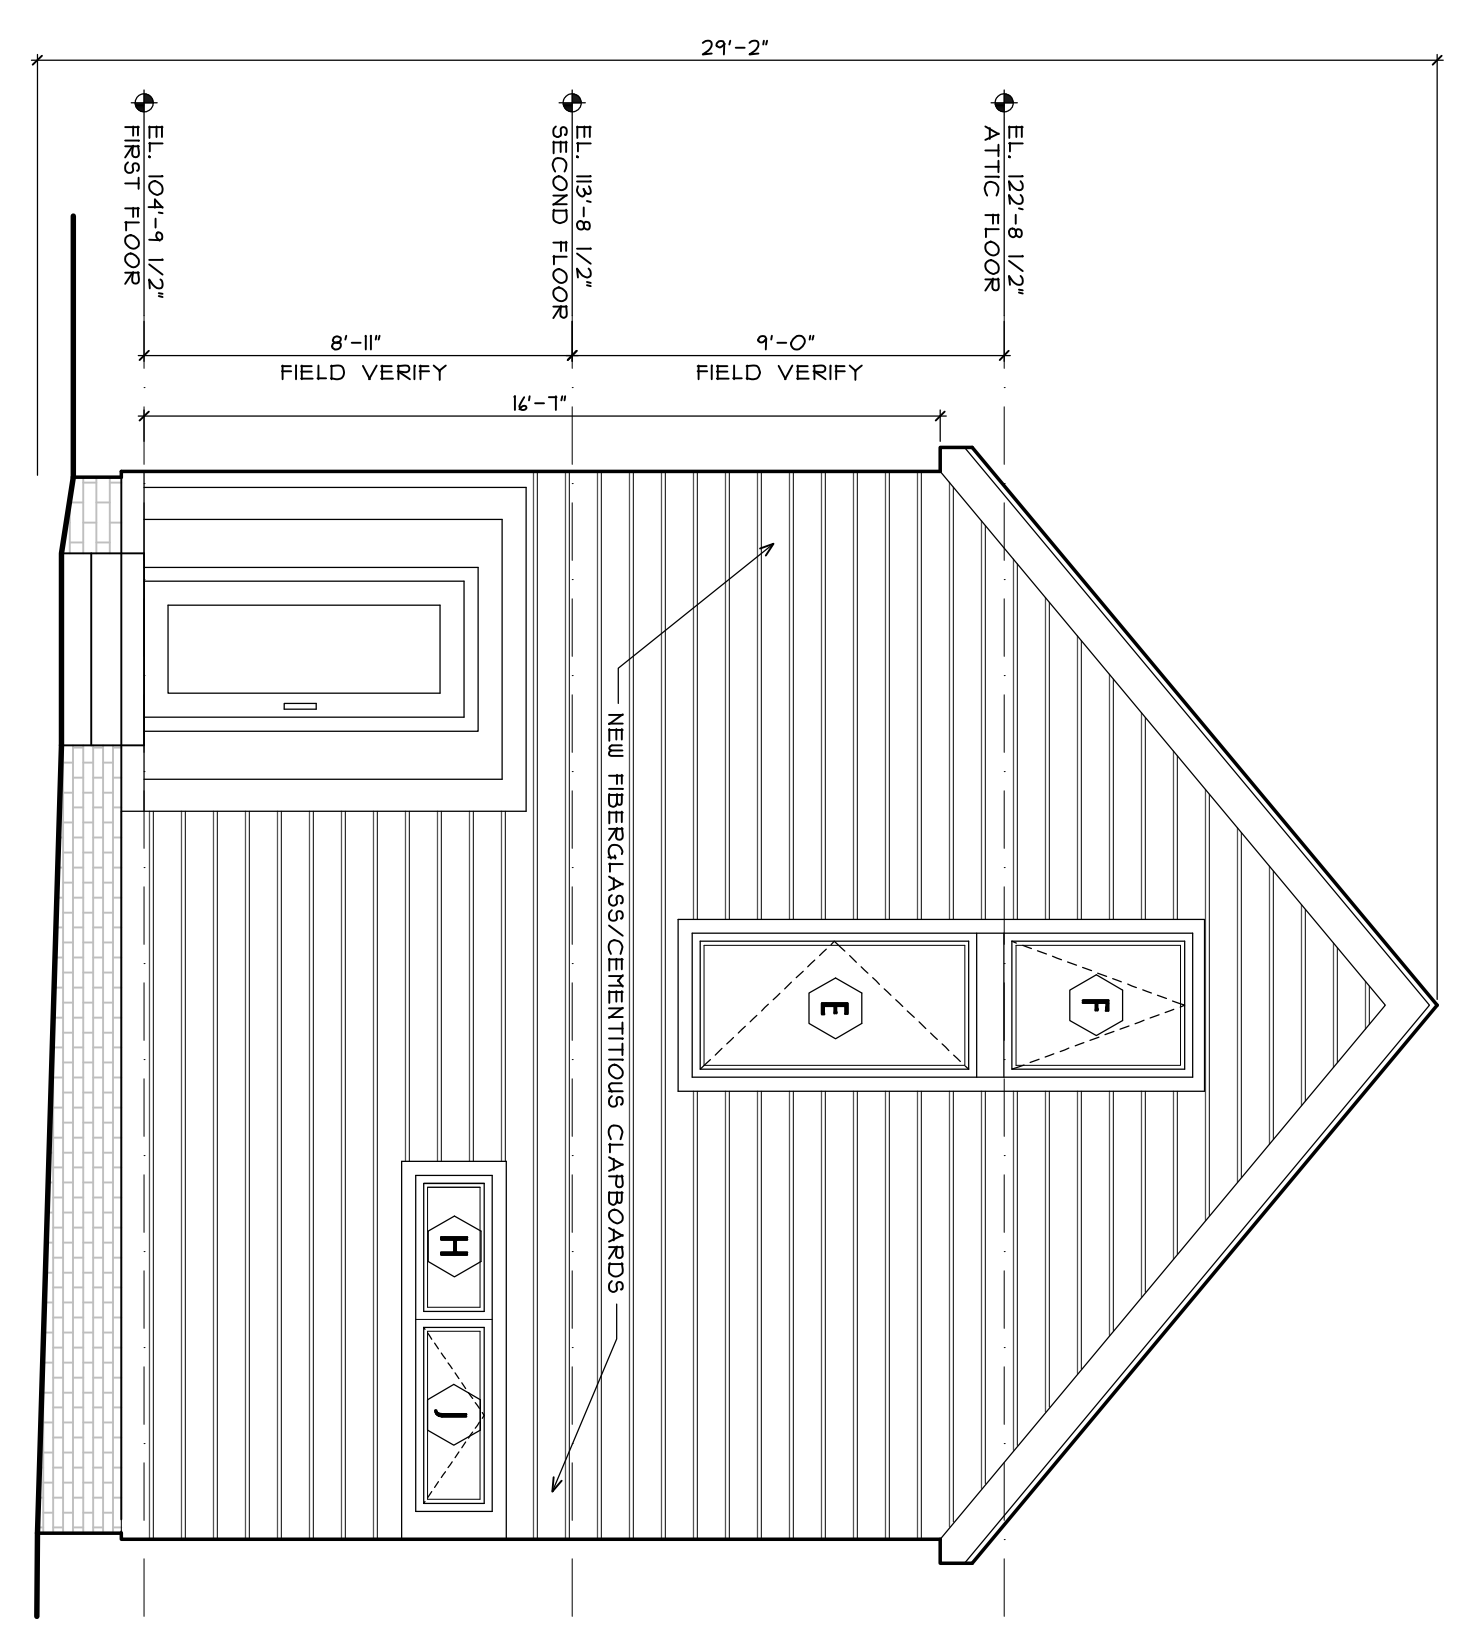 29'-2"
EL. 104'-9 1/2"
FIRST FLOOR
EL. 113'-8 1/2"
SECOND FLOOR
EL. 122'-8 1/2"
ATTIC FLOOR
8'-11"
FIELD VERIFY
9'-0"
FIELD VERIFY
16'-7"
NEW FIBERGLASS/CEMENTITIOUS CLAPBOARDS
E
F
H
J